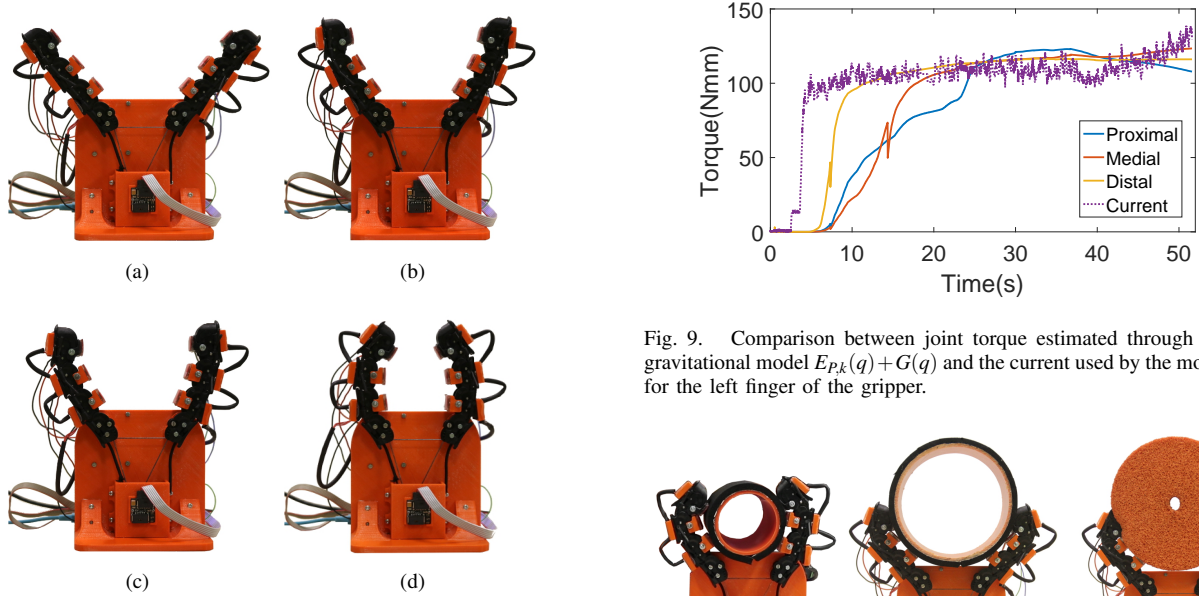 (a)
(b)
(c)
(d)
150
100
50
0
Torque(Nmm)
0
10
20
30
40
50
Time(s)
Proximal
Medial
Distal
Current
Fig. 9. Comparison between joint torque estimated through
gravitational model E_{P,k}(q)+G(q) and the current used by the mo
for the left finger of the gripper.